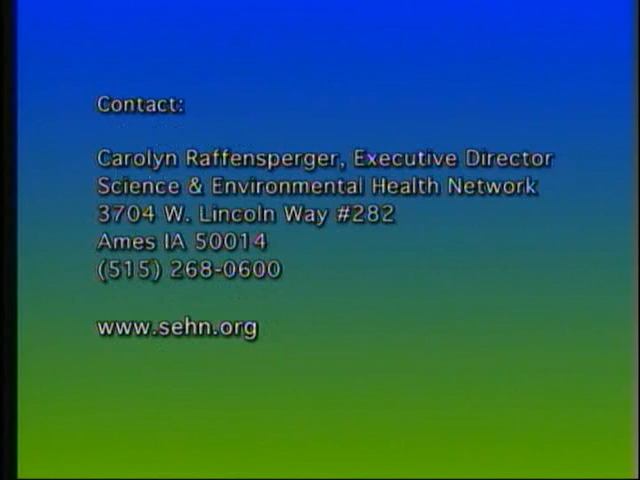 Contact:
Carolyn Raffensperger, Executive Director
Science & Environmental Health Network
3704 W. Lincoln Way #282
Ames IA 50014
(515) 268-0600
www.sehn.org